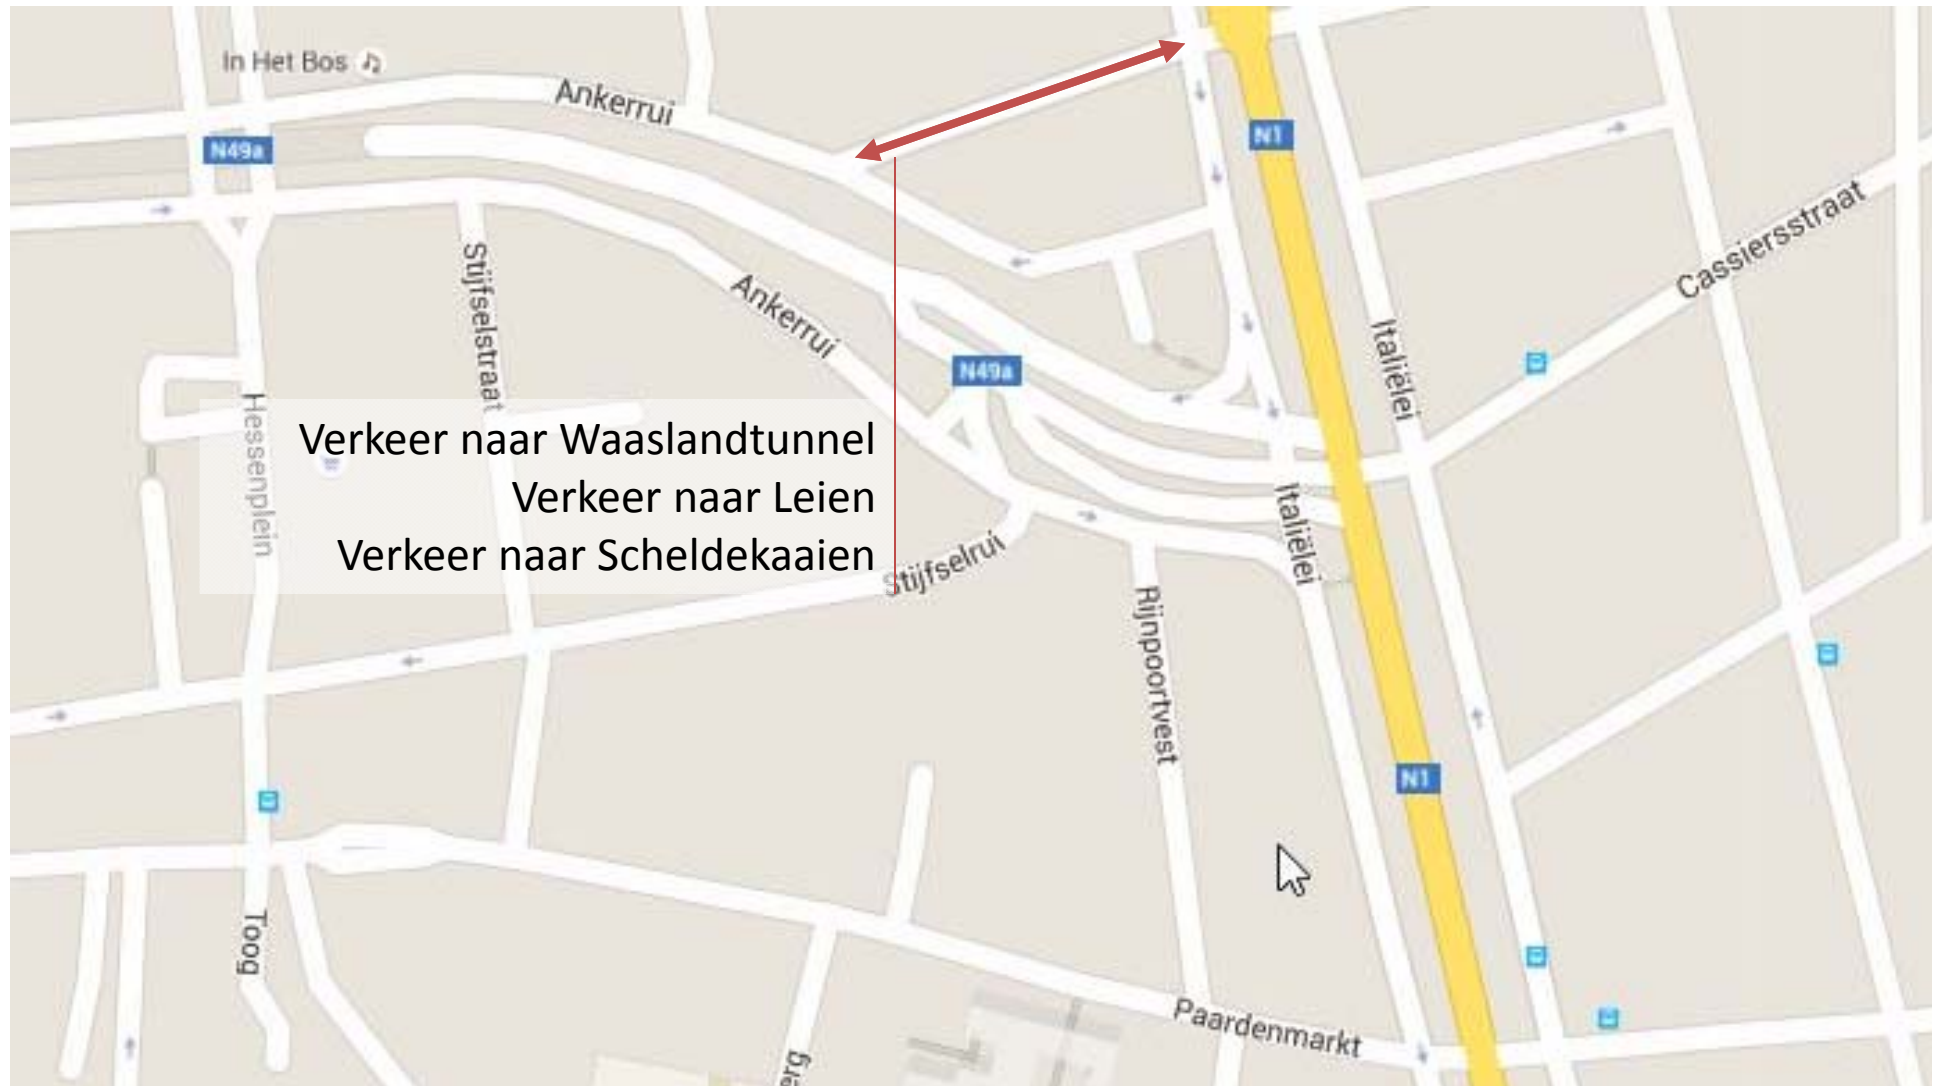 In Het Bos
Ankerrui
N49a
N1
Stijfselstraat
Ankerrui
Cassiersstraat
Italiëlei
N49a
Hessenplein
Verkeer naar Waaslandtunnel
Verkeer naar Leien
Verkeer naar Scheldekaaien
Stijfselrui
Italiëlei
Rijnpoortvest
N1
Toog
Paardenmarkt
erg